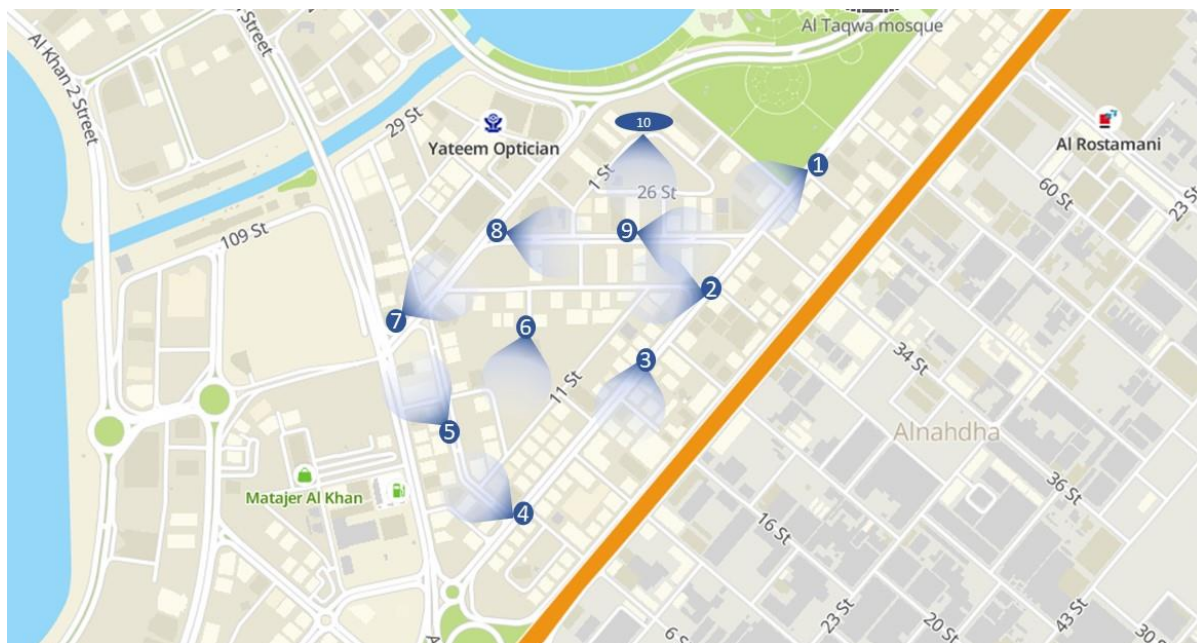 Al Taqwa mosque
Street
Street
Al Khan 2 Street
29 St
Yateem Optician
10
Al Rostamani
1 St
26 St
1
60 St
23 St
109 St
8
9
2
7
6
3
34 St
11 St
5
Alnahdha
Matajer Al Khan
36 St
4
16 St
A
6 St
23 St
20 St
43 St
30 St